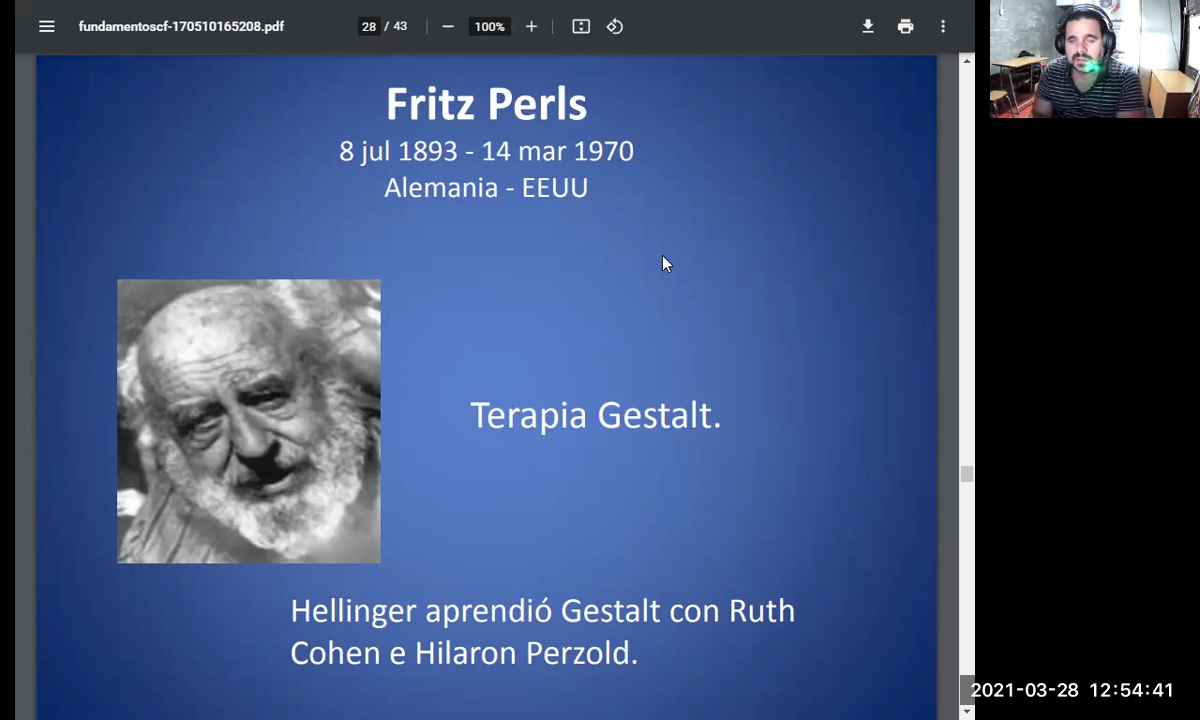 fundamentoscf-170510165208.pdf
28 / 43
100%
Fritz Perls
8 jul 1893 - 14 mar 1970
Alemania - EEUU
Terapia Gestalt.
Hellinger aprendió Gestalt con Ruth
Cohen e Hilaron Perzold.
2021-03-28 12:54:41